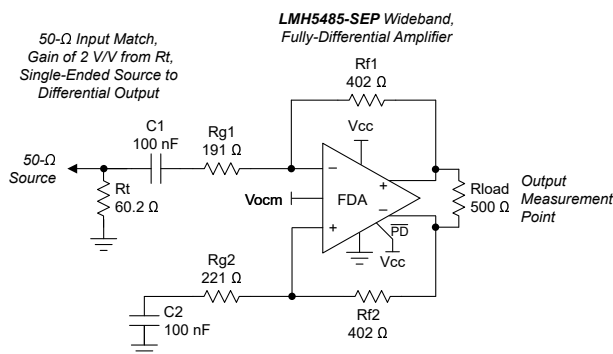 LMH5485-SEP Wideband,
Fully-Differential Amplifier
50-Ω Input Match,
Gain of 2 V/V from Rt,
Single-Ended Source to
Differential Output
Rf1
402 Ω
C1
100 nF
Rg1
191 Ω
Vcc
50-Ω
Source
Rt
60.2 Ω
Vocm
−
+
FDA
−
+
PD
Vcc
Rload
500 Ω
Output
Measurement
Point
Rg2
221 Ω
C2
100 nF
Rf2
402 Ω